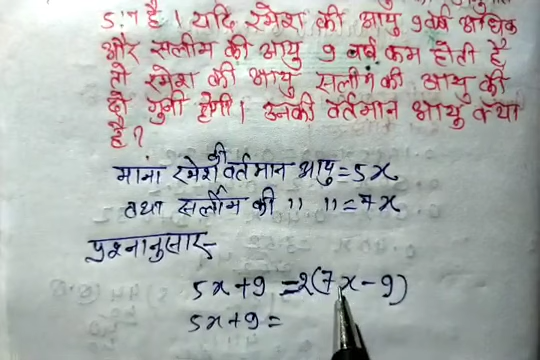 5:7 है। यदि रमेश की आयु 9 वर्ष अधिक
और सलीम की आयु 9 वर्ष कम होती है
तो रमेश की आयु सलीम की आयु की
दो गुनी होगी। उनकी वर्तमान आयु क्या
है?
माना रमेश की वर्तमान आयु = 5x
तथा सलीम की " " = 7x
प्रश्नानुसार-
5x + 9 = 2(7x - 9)
5x + 9 =